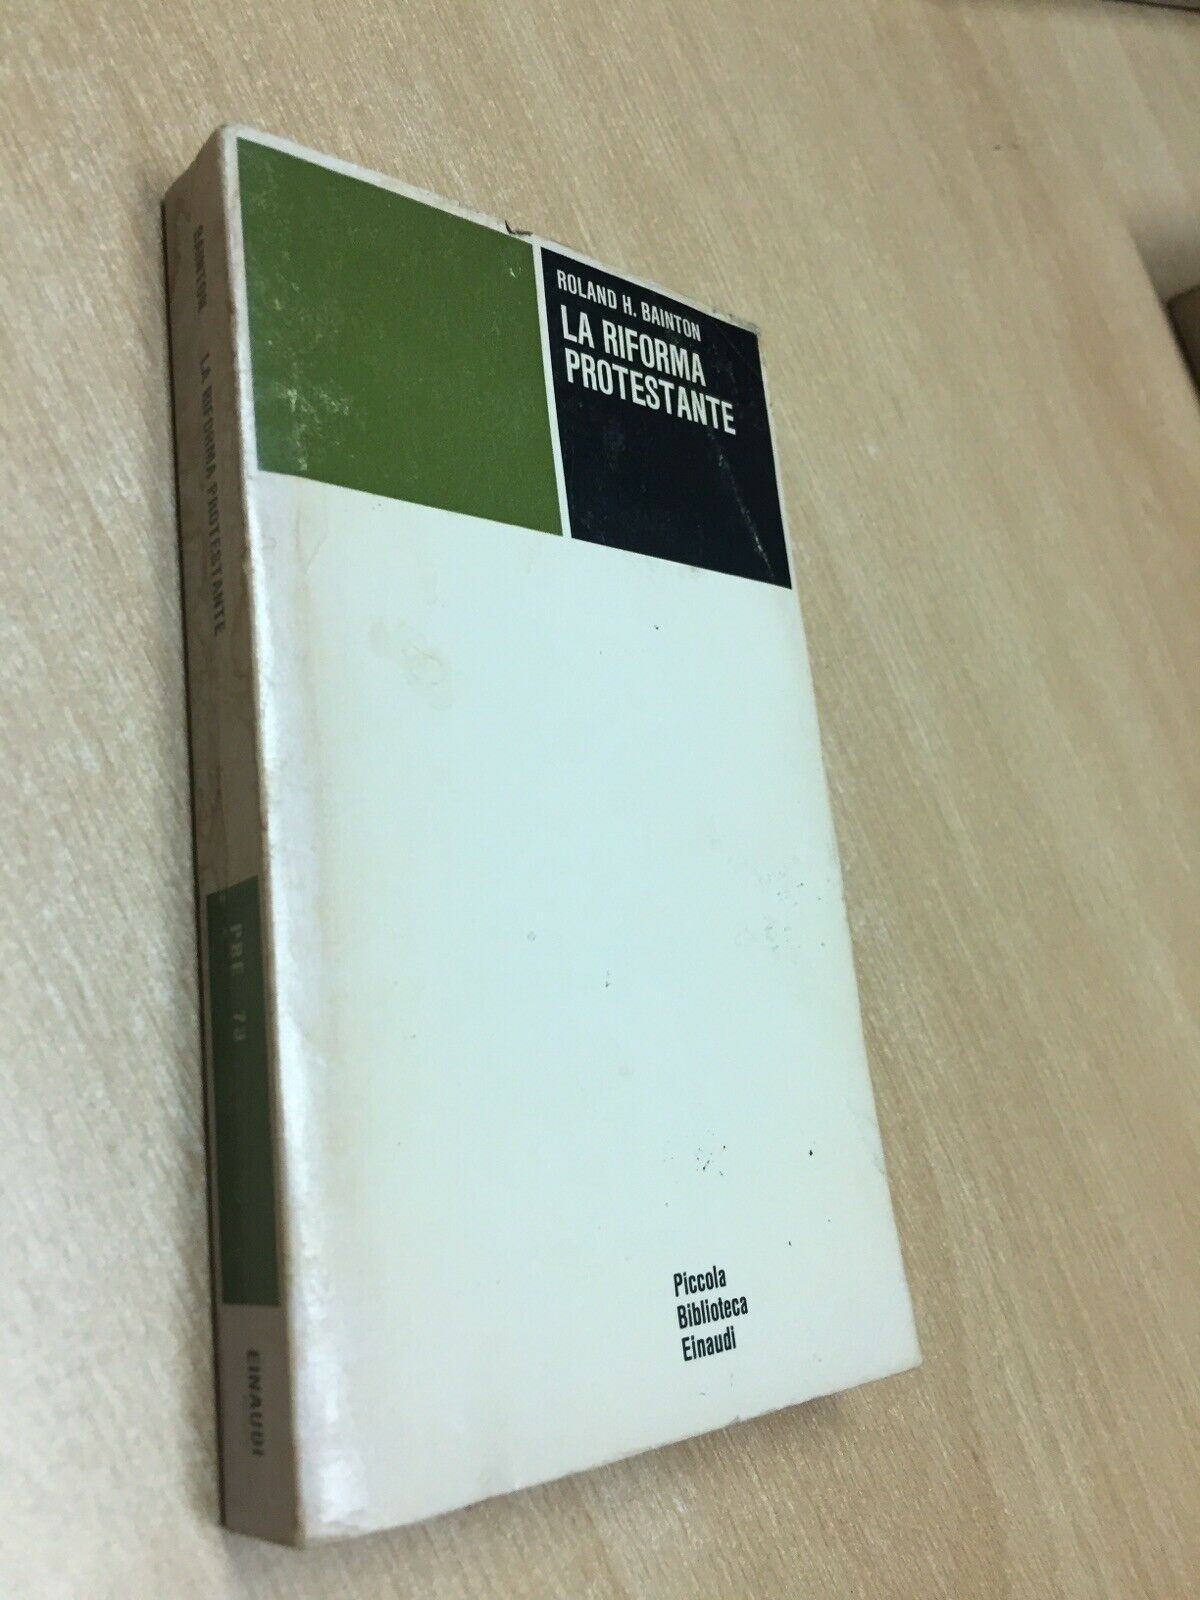 ROLAND H. BAINTON
LA RIFORMA
PROTESTANTE
Piccola
Biblioteca
Einaudi
BAINTON LA RIFORMA PROTESTANTE
PBE 73
EINAUDI